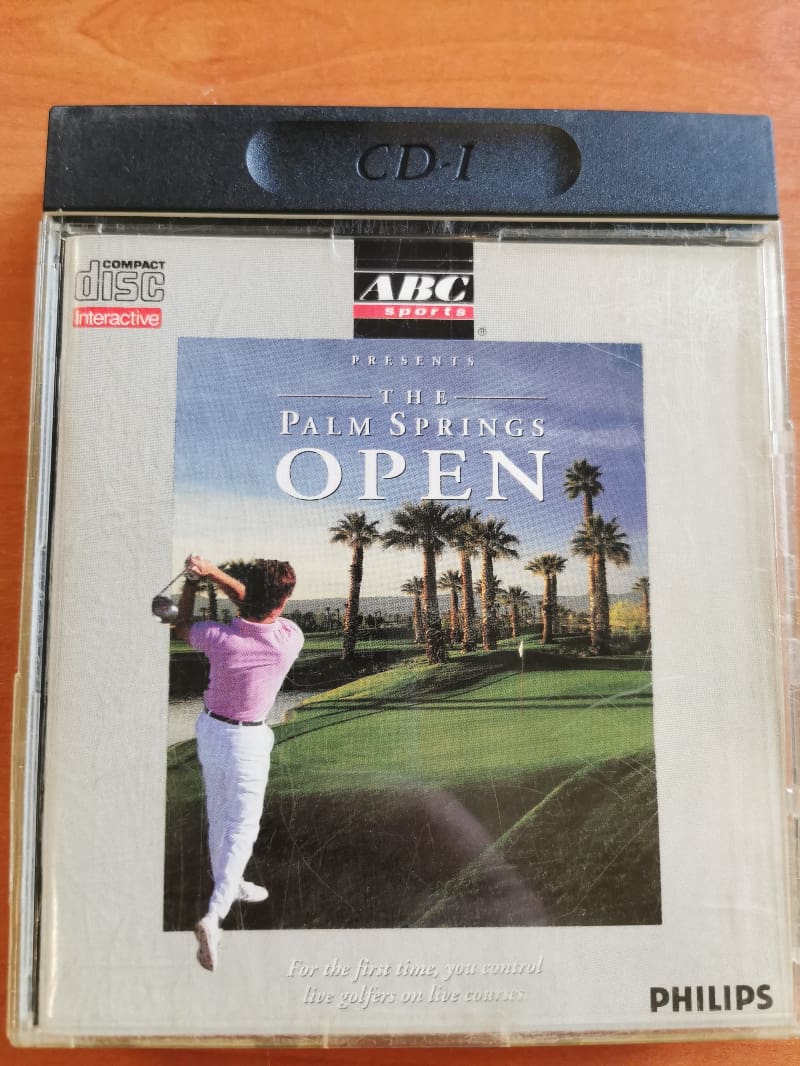 CD-I
COMPACT
disc
Interactive
ABC
sports
®
PRESENTS
THE
PALM SPRINGS
OPEN
For the first time, you control
live golfers on live courses.
PHILIPS